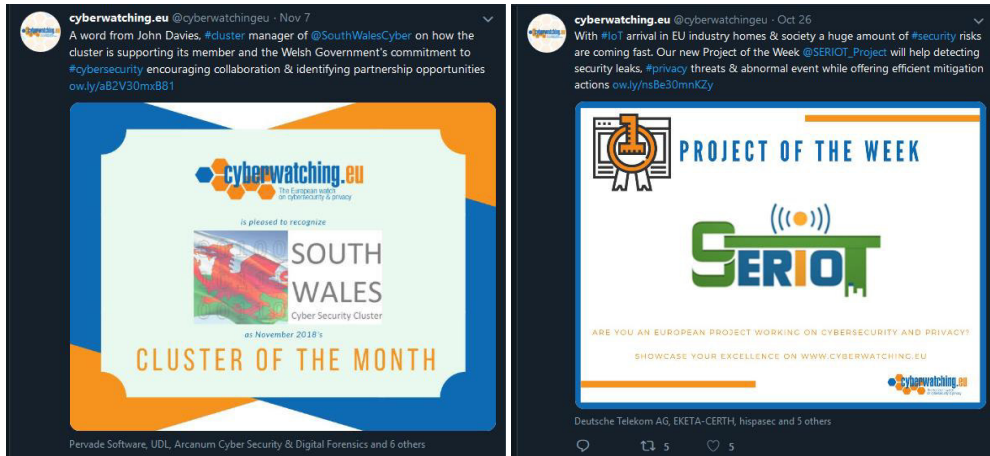 cyberwatching.eu @cyberwatchingeu · Nov 7
A word from John Davies, #cluster manager of @SouthWalesCyber on how the
cluster is supporting its member and the Welsh Government's commitment to
#cybersecurity encouraging collaboration & identifying partnership opportunities
ow.ly/aB2V30mxB81
cyberwatching.eu
The European watch
on cybersecurity & privacy
is pleased to recognize
SOUTH
WALES
Cyber Security Cluster
as November 2018's
CLUSTER OF THE MONTH
Pervade Software, UDL, Arcanum Cyber Security & Digital Forensics and 6 others
cyberwatching.eu @cyberwatchingeu · Oct 26
With #IoT arrival in EU industry homes & society a huge amount of #security risks
are coming fast. Our new Project of the Week @SERIOT_Project will help detecting
security leaks, #privacy threats & abnormal event while offering efficient mitigation
actions ow.ly/nsBe30mnKZy
PROJECT OF THE WEEK
SERIOT
ARE YOU AN EUROPEAN PROJECT WORKING ON CYBERSECURITY AND PRIVACY?
SHOWCASE YOUR EXCELLENCE ON WWW.CYBERWATCHING.EU
cyberwatching.eu
Deutsche Telekom AG, EKETA-CERTH, hispasec and 5 others
5
5